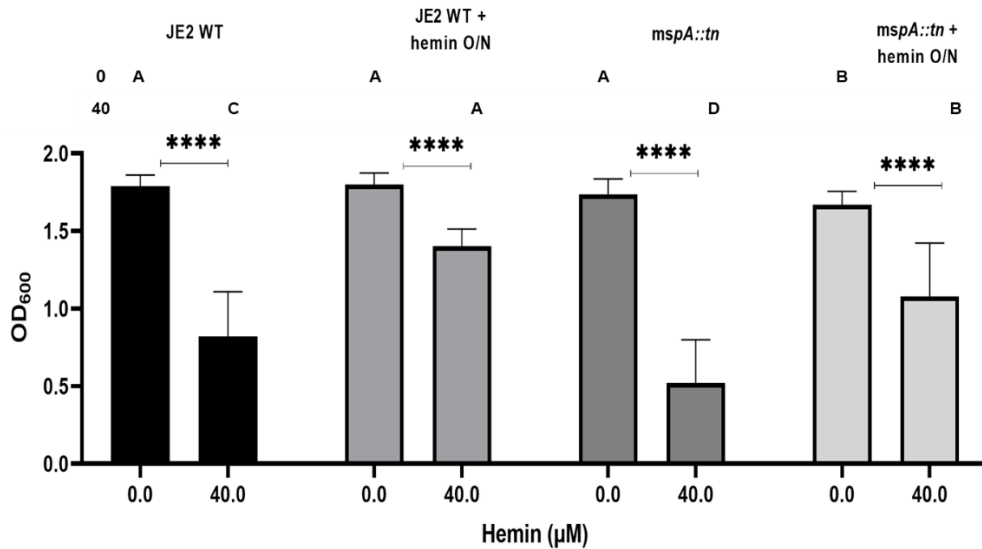 JE2 WT
JE2 WT +
hemin O/N
mspA::tn
mspA::tn +
hemin O/N
0 A A A B
40 C A D B
**** **** **** ****
2.0
1.5
1.0
0.5
0.0
OD600
0.0 40.0 0.0 40.0 0.0 40.0 0.0 40.0
Hemin (μM)